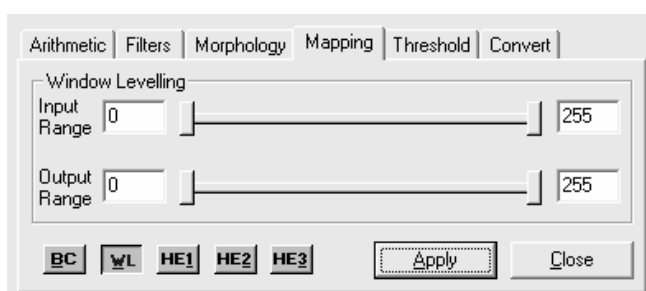 Arithmetic Filters Morphology Mapping Threshold Convert
Window Levelling
Input Range 0 255
Output Range 0 255
BC WL HE1 HE2 HE3 Apply Close